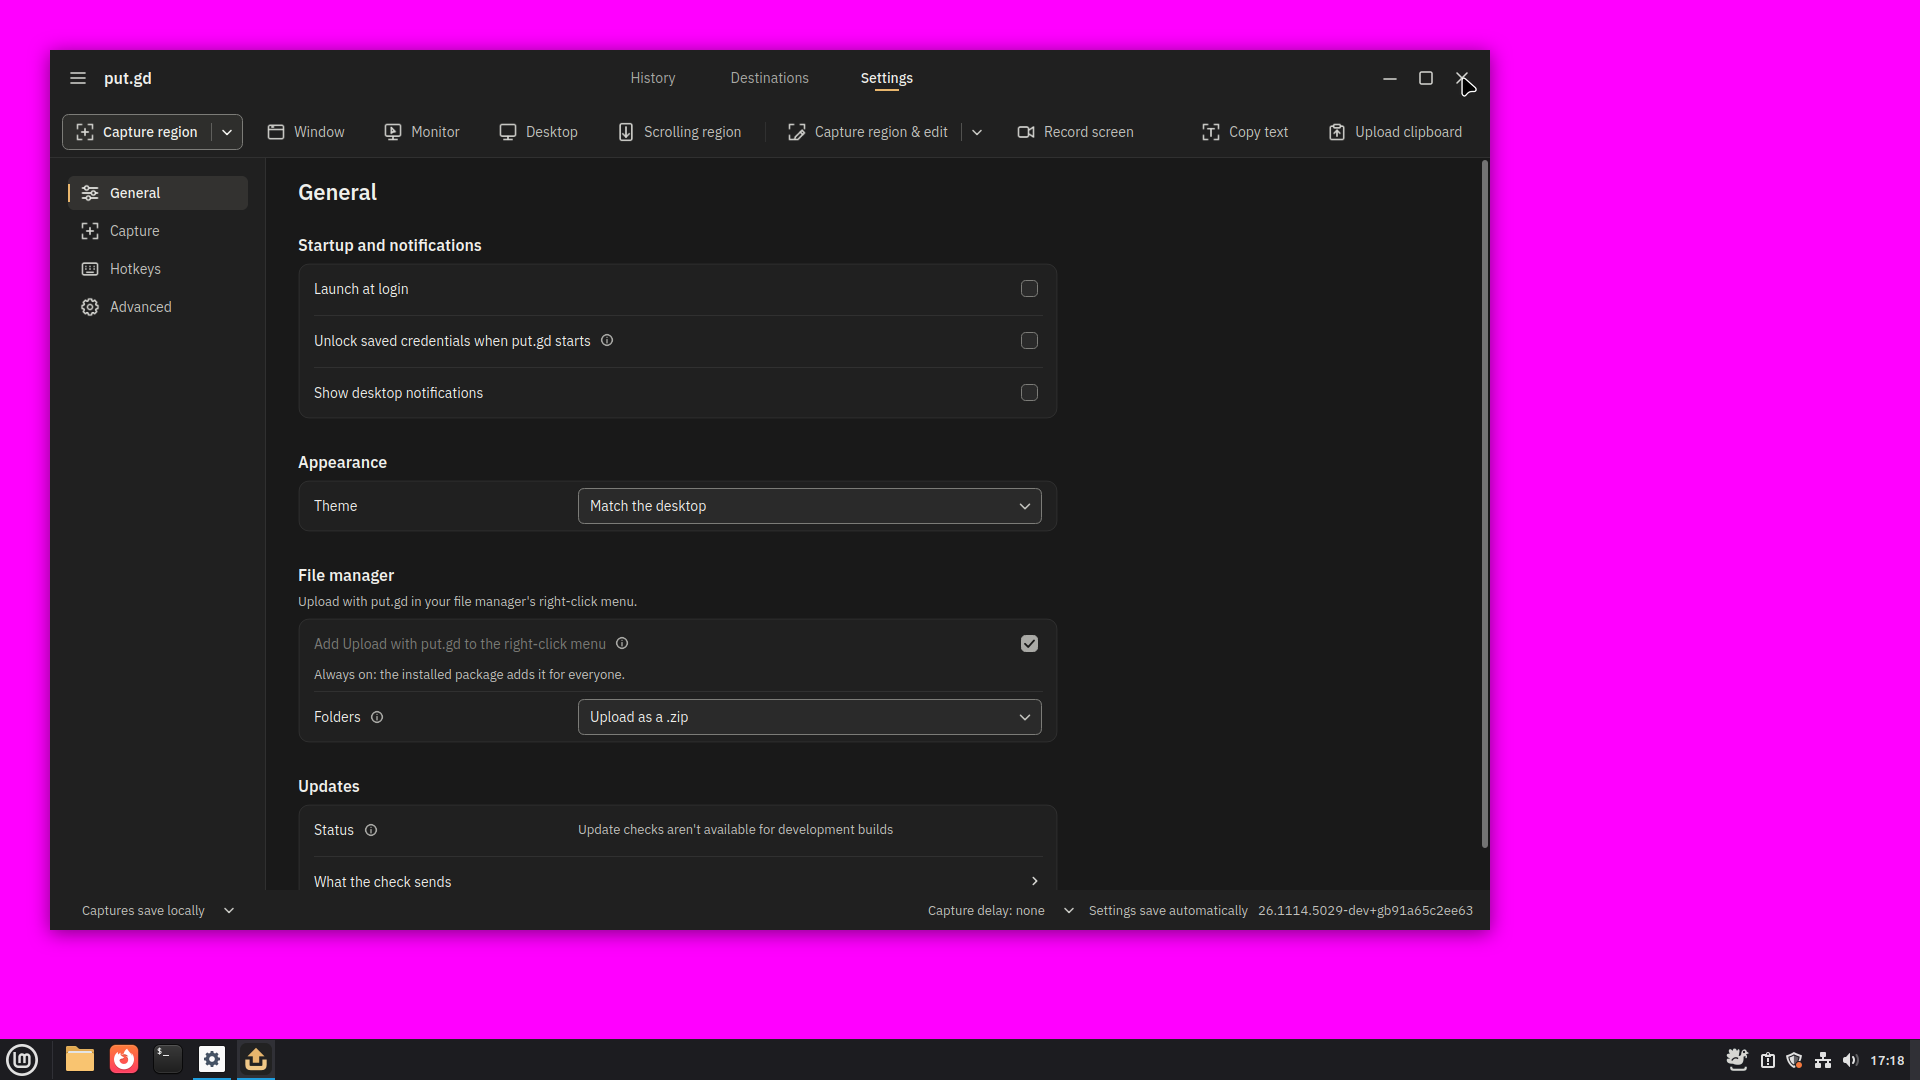 put.gd
History
Destinations
Settings
Capture region
Window
Monitor
Desktop
Scrolling region
Capture region & edit
Record screen
Copy text
Upload clipboard
General
Capture
Hotkeys
Advanced
General
Startup and notifications
Launch at login
Unlock saved credentials when put.gd starts
Show desktop notifications
Appearance
Theme
Match the desktop
File manager
Upload with put.gd in your file manager's right-click menu.
Add Upload with put.gd to the right-click menu
Always on: the installed package adds it for everyone.
Folders
Upload as a .zip
Updates
Status
Update checks aren't available for development builds
What the check sends
Captures save locally
Capture delay: none
Settings save automatically
26.1114.5029-dev+gb91a65c2ee63
17:18